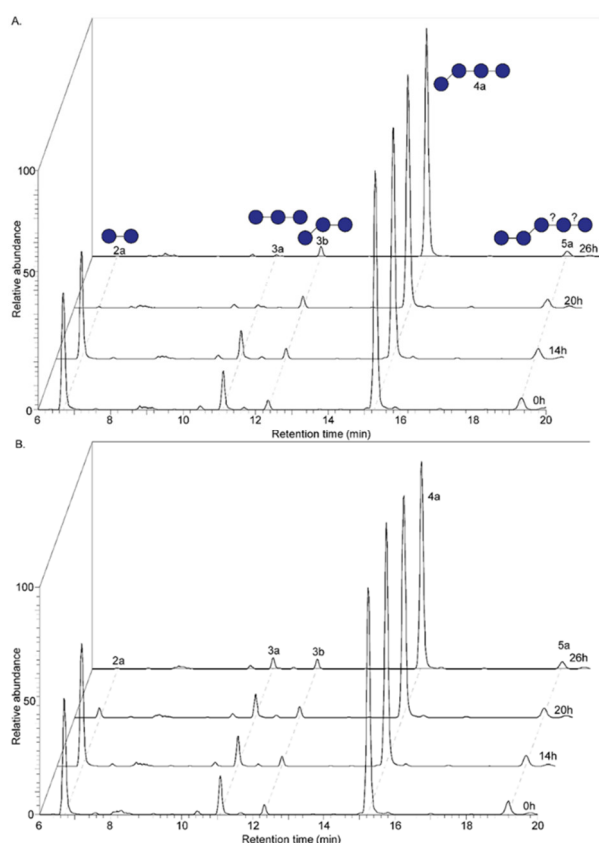 A.
4a
100
? ?
2a
3a
3b
5a 26h
Relative abundance
50
20h
14h
0h
0
6 8 10 12 14 16 18 20
Retention time (min)
B.
4a
100
2a
3a
3b
5a
26h
Relative abundance
50
20h
14h
0h
0
6 8 10 12 14 16 18 20
Retention time (min)